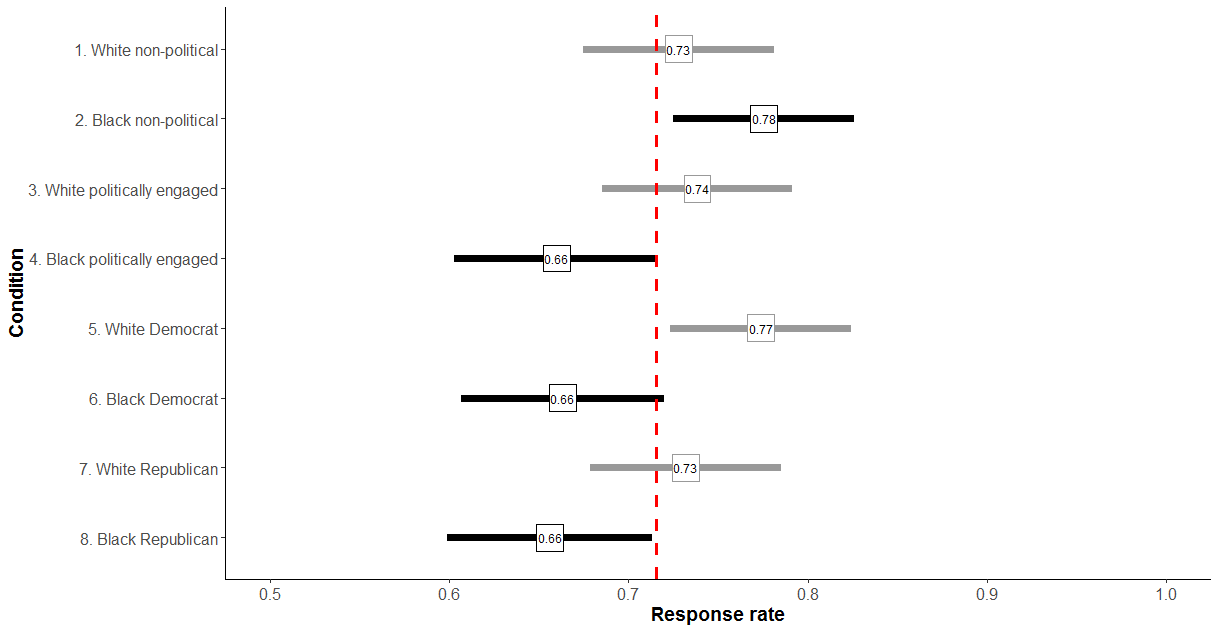 Condition
1. White non-political
0.73
2. Black non-political
0.78
3. White politically engaged
0.74
4. Black politically engaged
0.66
5. White Democrat
0.77
6. Black Democrat
0.66
7. White Republican
0.73
8. Black Republican
0.66
0.5 0.6 0.7 0.8 0.9 1.0
Response rate